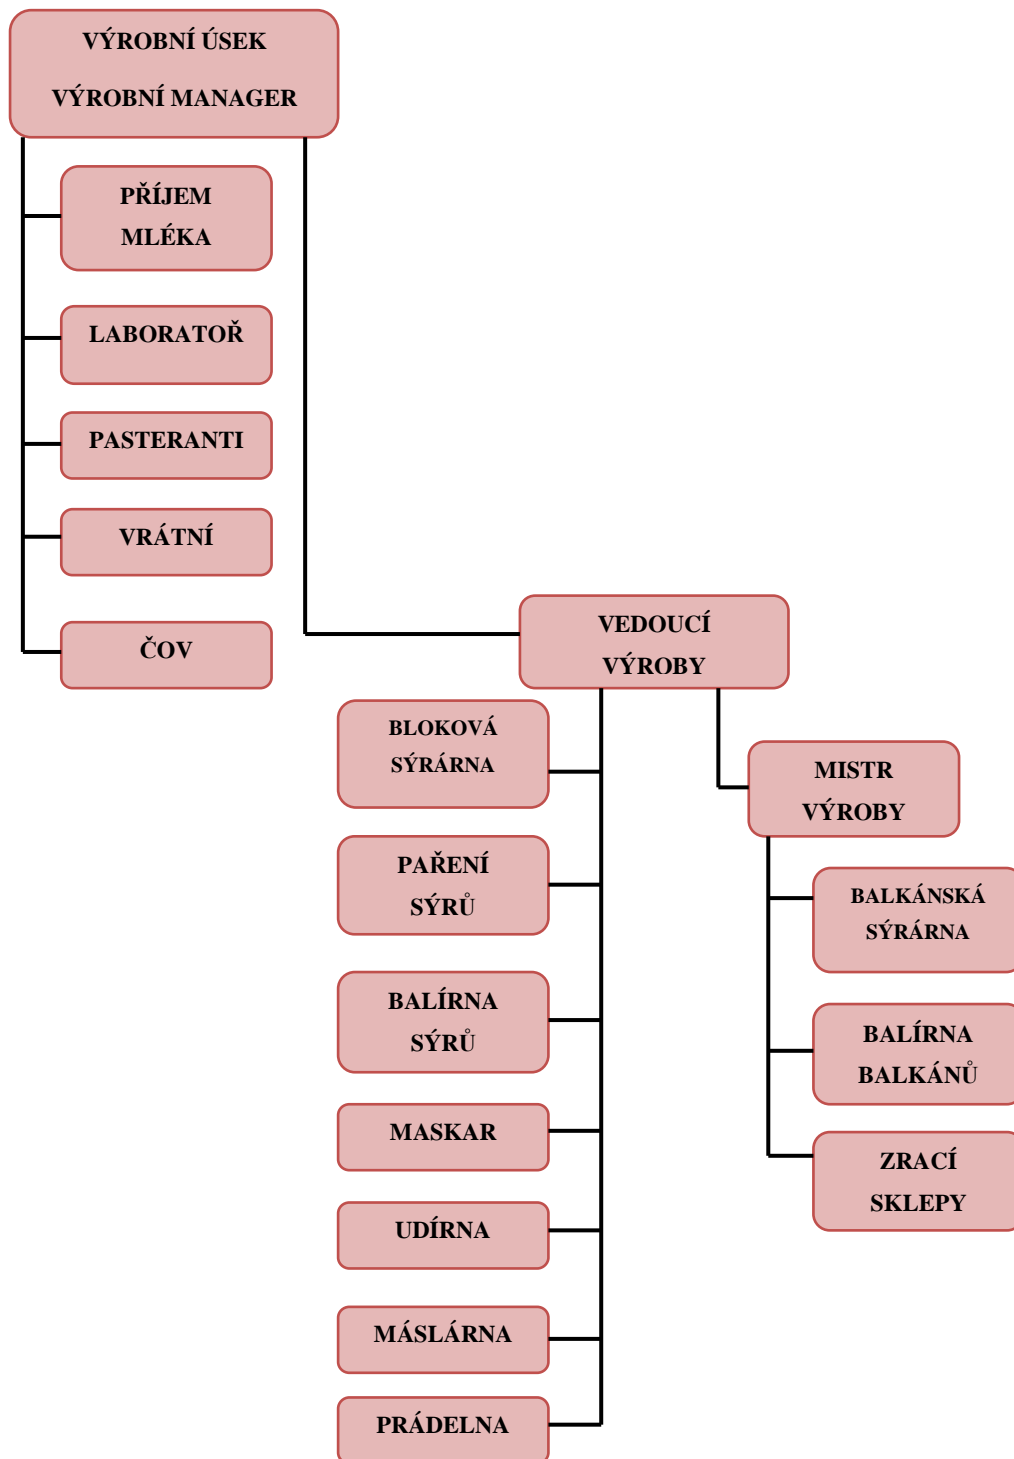 VÝROBNÍ ÚSEK
VÝROBNÍ MANAGER
PŘÍJEM
MLÉKA
LABORATOŘ
PASTERANTI
VRÁTNÍ
ČOV
VEDOUCÍ
VÝROBY
BLOKOVÁ
SÝRÁRNA
PAŘENÍ
SÝRŮ
BALÍRNA
SÝRŮ
MASKAR
UDÍRNA
MÁSLÁRNA
PRÁDELNA
MISTR
VÝROBY
BALKÁNSKÁ
SÝRÁRNA
BALÍRNA
BALKÁNŮ
ZRACÍ
SKLEPY